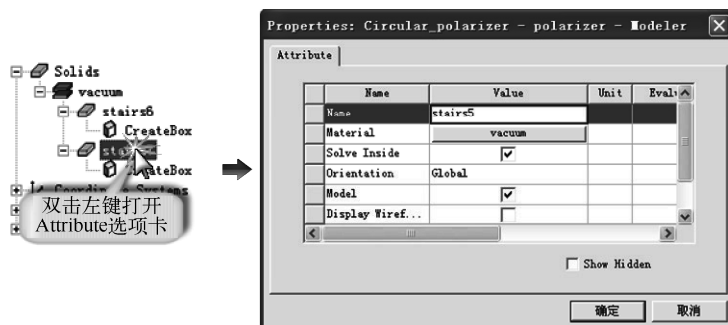 Solids
vacuum
stairs6
CreateBox
CreateBox
双击左键打开
Attribute选项卡
Properties: Circular_polarizer - polarizer - Modeler
Attribute
Name Value Unit
Name stairs5
Material vacuum
Solve Inside
Orientation Global
Model
Display Wiref...
Show Hidden
确定 取消